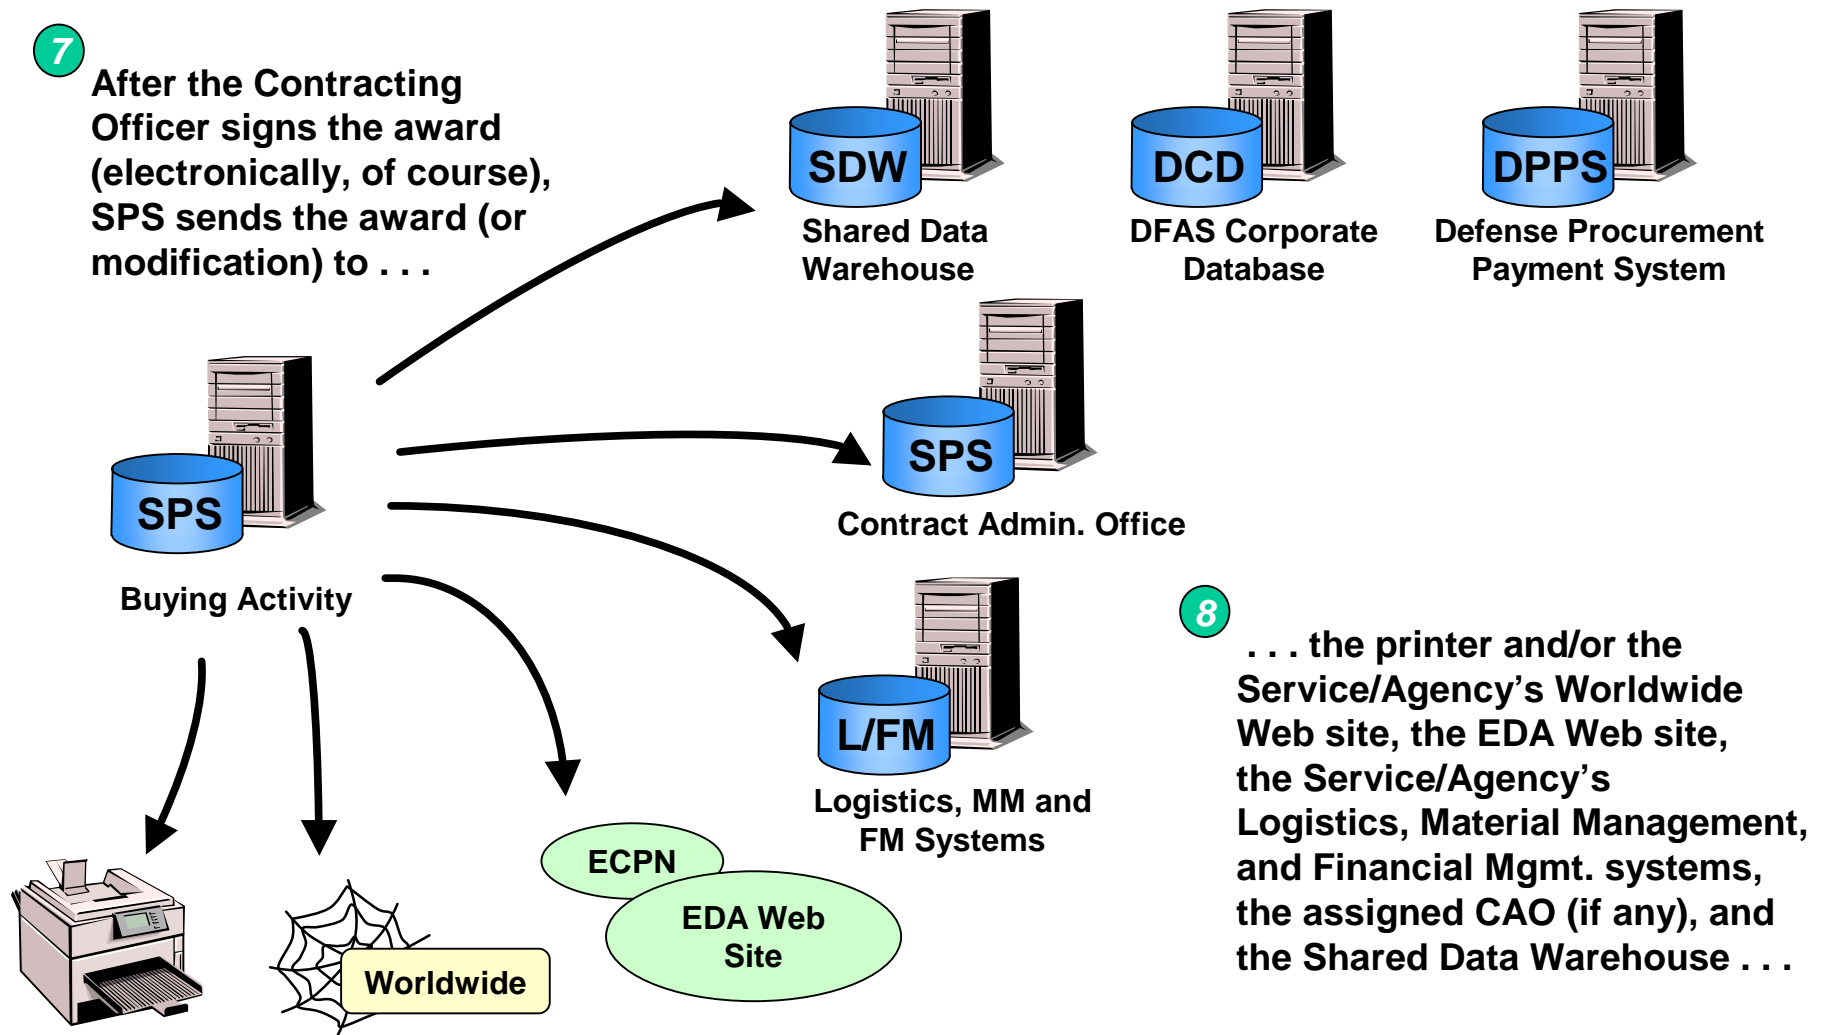 7
After the Contracting
Officer signs the award
(electronically, of course),
SPS sends the award (or
modification) to . . .
SDW
Shared Data
Warehouse
DCD
DFAS Corporate
Database
DPPS
Defense Procurement
Payment System
SPS
Contract Admin. Office
SPS
Buying Activity
L/FM
Logistics, MM and
FM Systems
ECPN
EDA Web
Site
Worldwide
8
. . . the printer and/or the
Service/Agency’s Worldwide
Web site, the EDA Web site,
the Service/Agency’s
Logistics, Material Management,
and Financial Mgmt. systems,
the assigned CAO (if any), and
the Shared Data Warehouse . . .